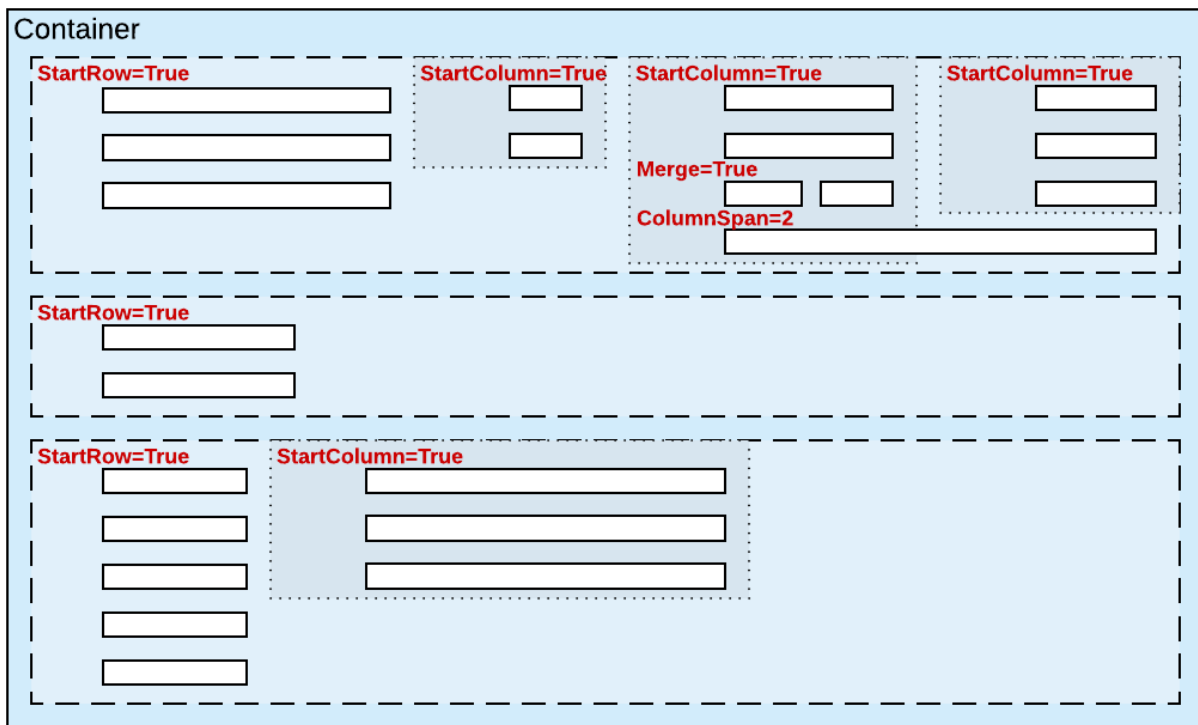 Container
StartRow=True
StartColumn=True
StartColumn=True
StartColumn=True
Merge=True
ColumnSpan=2
StartRow=True
StartRow=True
StartColumn=True